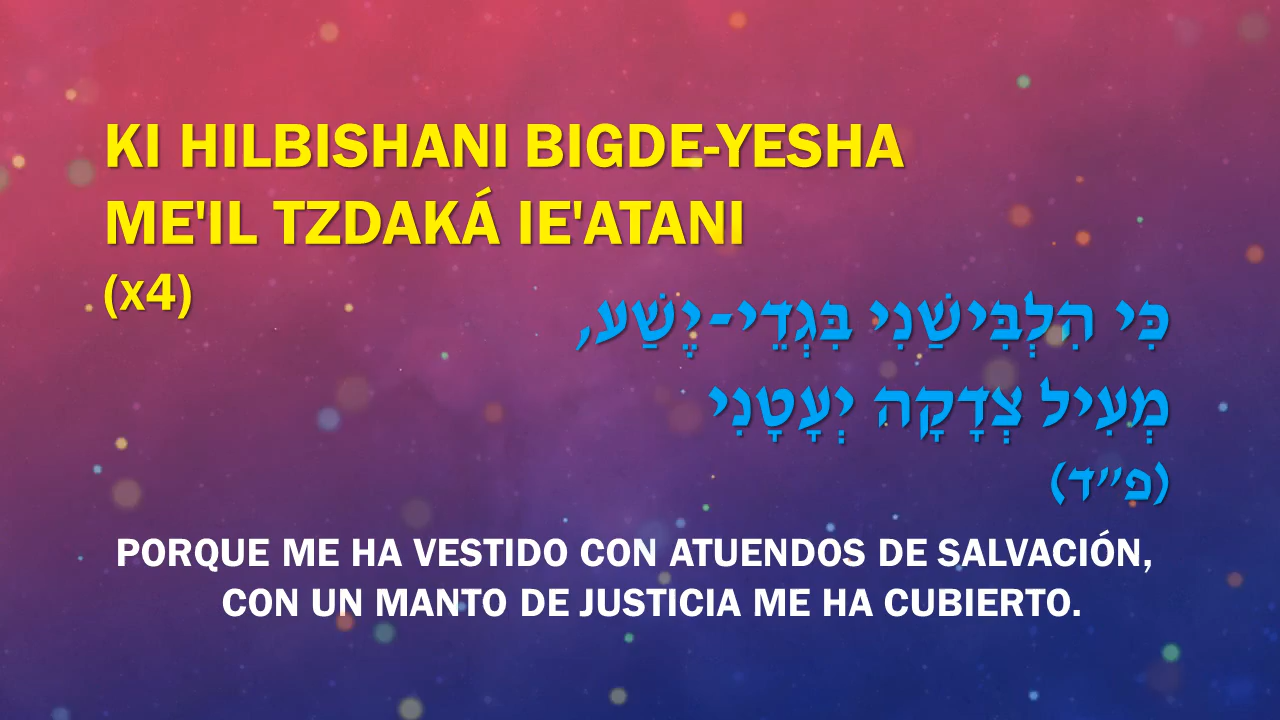 KI HILBISHANI BIGDE-YESHA
ME'IL TZDAKÁ IE'ATANI
(x4)
כִּי הִלְבִּישַׁנִי בִּגְדֵי-יֶשַׁע,
מְעִיל צְדָקָה יְעָטָנִי
(פ״ד)
PORQUE ME HA VESTIDO CON ATUENDOS DE SALVACIÓN,
CON UN MANTO DE JUSTICIA ME HA CUBIERTO.